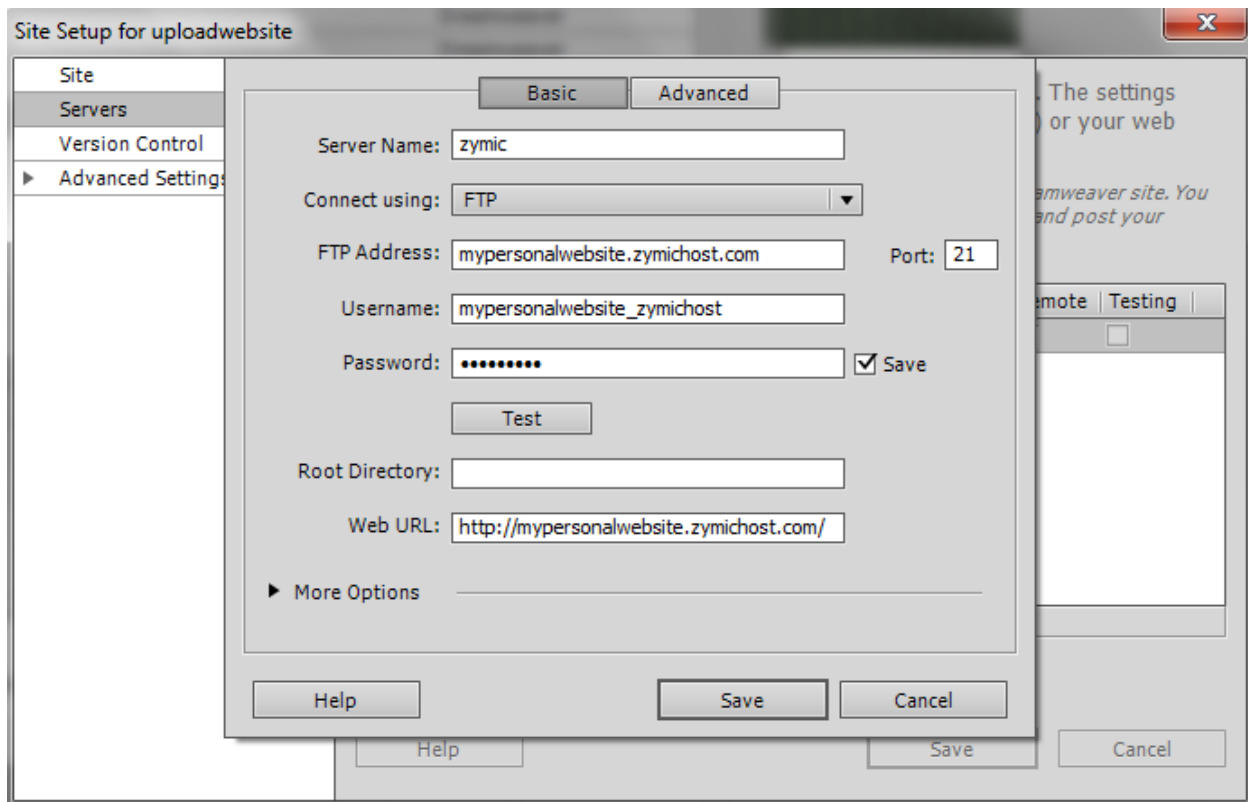 Site Setup for uploadwebsite
Site
Servers
Version Control
Advanced Settings
Basic
Advanced
. The settings
) or your web
amweaver site. You
and post your
Server Name: zymic
Connect using: FTP
FTP Address: mypersonalwebsite.zymichost.com Port: 21
Username: mypersonalwebsite_zymichost
emote Testing
Password: ••••••••• Save
Test
Root Directory:
Web URL: http://mypersonalwebsite.zymichost.com/
More Options
Help Save Cancel
Help Save Cancel